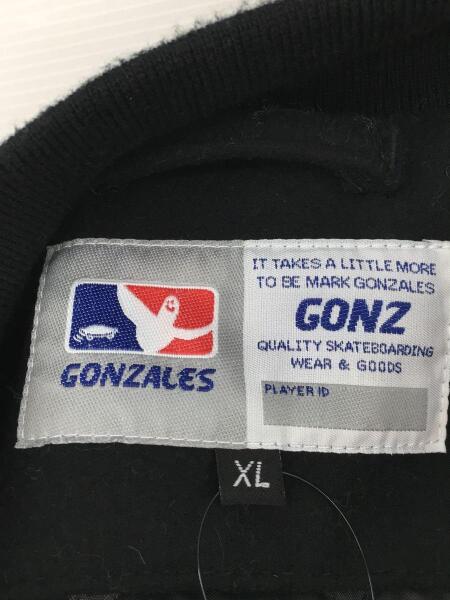 GONZALES
IT TAKES A LITTLE MORE
TO BE MARK GONZALES
GONZ
QUALITY SKATEBOARDING
WEAR & GOODS
PLAYER ID
XL